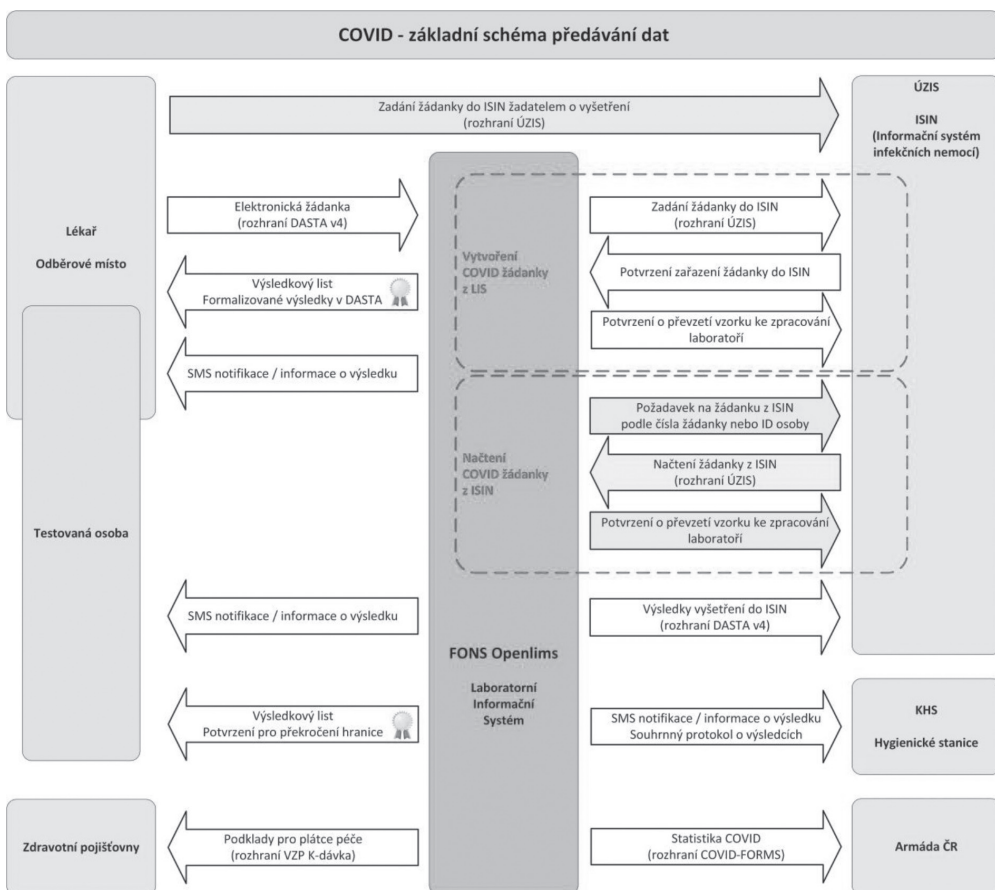 COVID - základní schéma předávání dat
Lékař
Odběrové místo
Testovaná osoba
Zdravotní pojišťovny
Zadání žádanky do ISIN žadatelem o vyšetření
(rozhraní ÚZIS)
Elektronická žádanka
(rozhraní DASTA v4)
Výsledkový list
Formalizované výsledky v DASTA
SMS notifikace / informace o výsledku
SMS notifikace / informace o výsledku
Výsledkový list
Potvrzení pro překročení hranice
Podklady pro plátce péče
(rozhraní VZP K-dávka)
Vytvoření
COVID žádanky
z LIS
Načtení
COVID žádanky
z ISIN
FONS Openlims
Laboratorní
Informační
Systém
Zadání žádanky do ISIN
(rozhraní ÚZIS)
Potvrzení zařazení žádanky do ISIN
Potvrzení o převzetí vzorku ke zpracování
laboratoří
Požadavek na žádanku z ISIN
podle čísla žádanky nebo ID osoby
Načtení žádanky z ISIN
(rozhraní ÚZIS)
Potvrzení o převzetí vzorku ke zpracování
laboratoří
Výsledky vyšetření do ISIN
(rozhraní DASTA v4)
SMS notifikace / informace o výsledku
Souhrnný protokol o výsledcích
Statistika COVID
(rozhraní COVID-FORMS)
ÚZIS
ISIN
(Informační systém
infekčních nemocí)
KHS
Hygienické stanice
Armáda ČR